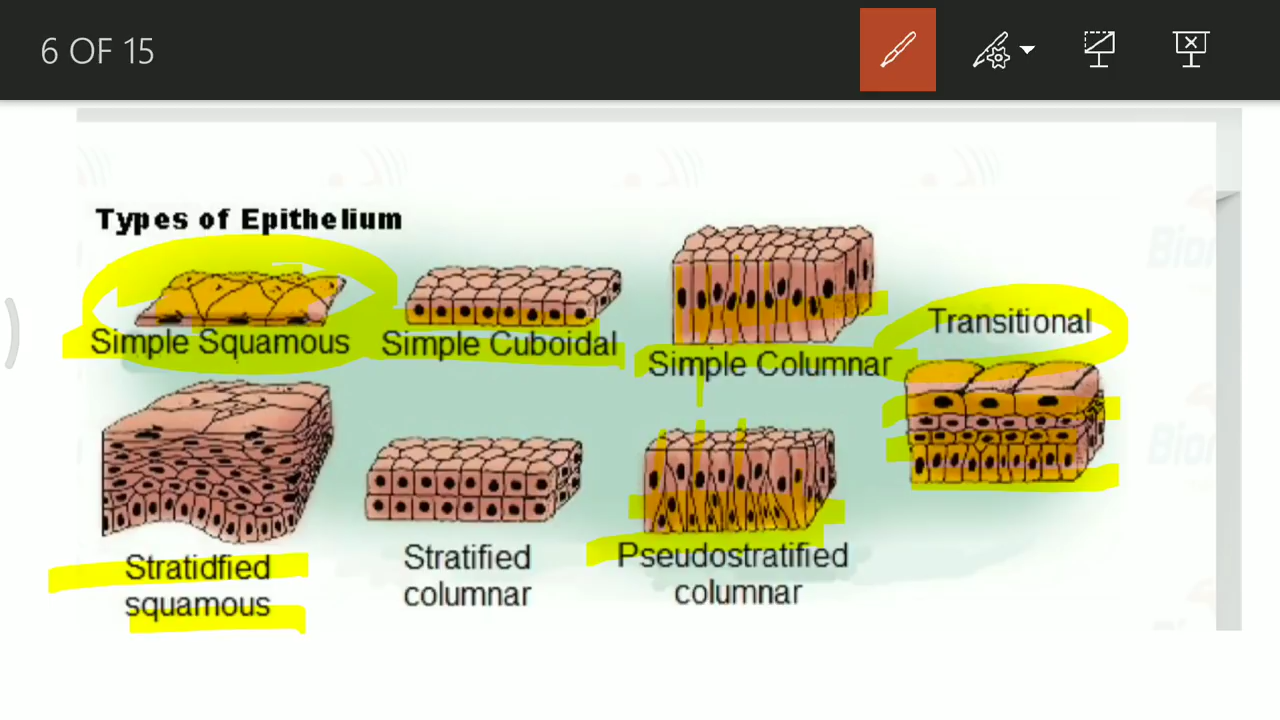 6 OF 15
Types of Epithelium
Simple Squamous
Simple Cuboidal
Simple Columnar
Transitional
Stratidfied
squamous
Stratified
columnar
Pseudostratified
columnar